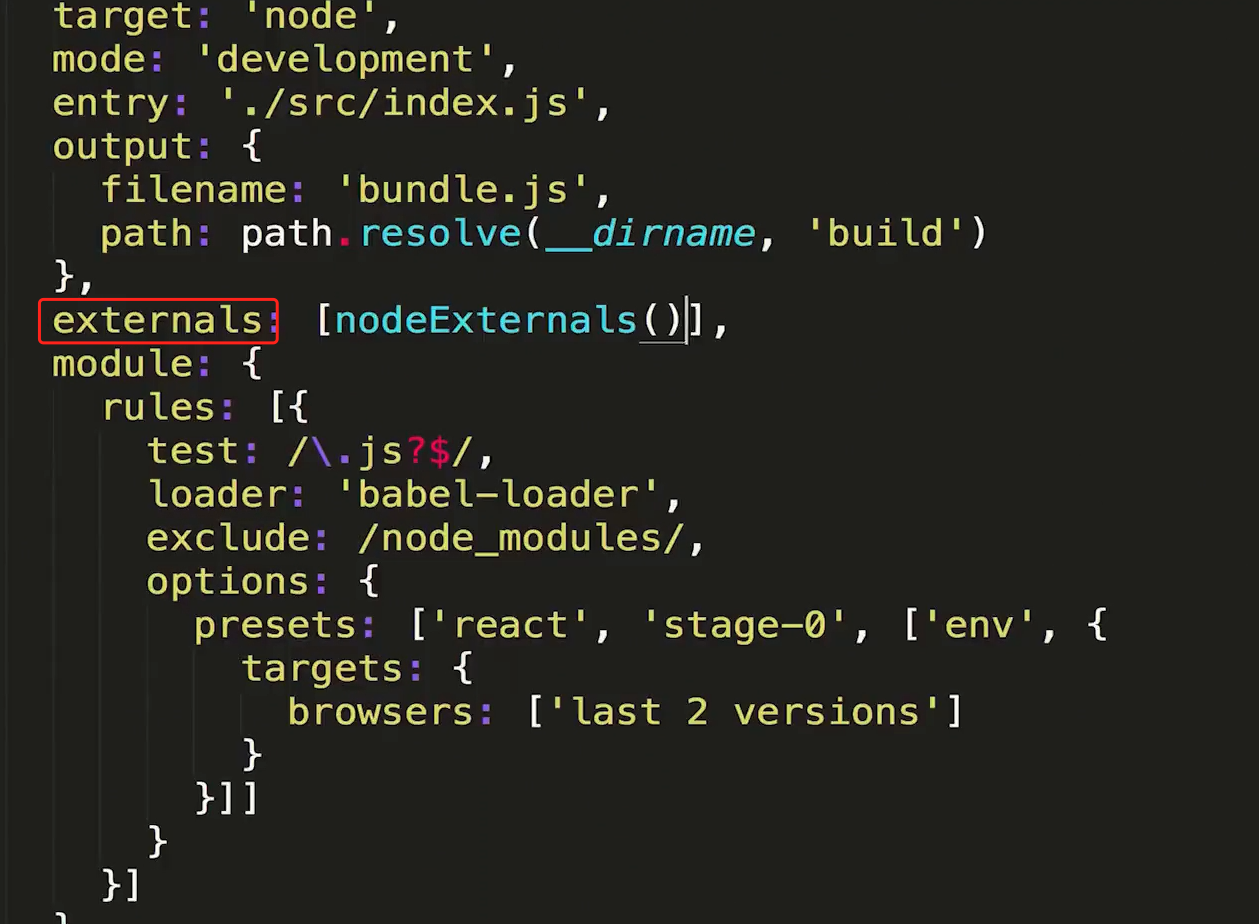 target: 'node',
mode: 'development',
entry: './src/index.js',
output: {
filename: 'bundle.js',
path: path.resolve(__dirname, 'build')
},
externals: [nodeExternals()],
module: {
rules: [{
test: /\.js?$/,
loader: 'babel-loader',
exclude: /node_modules/,
options: {
presets: ['react', 'stage-0', ['env', {
targets: {
browsers: ['last 2 versions']
}
}]]
}
}]
}